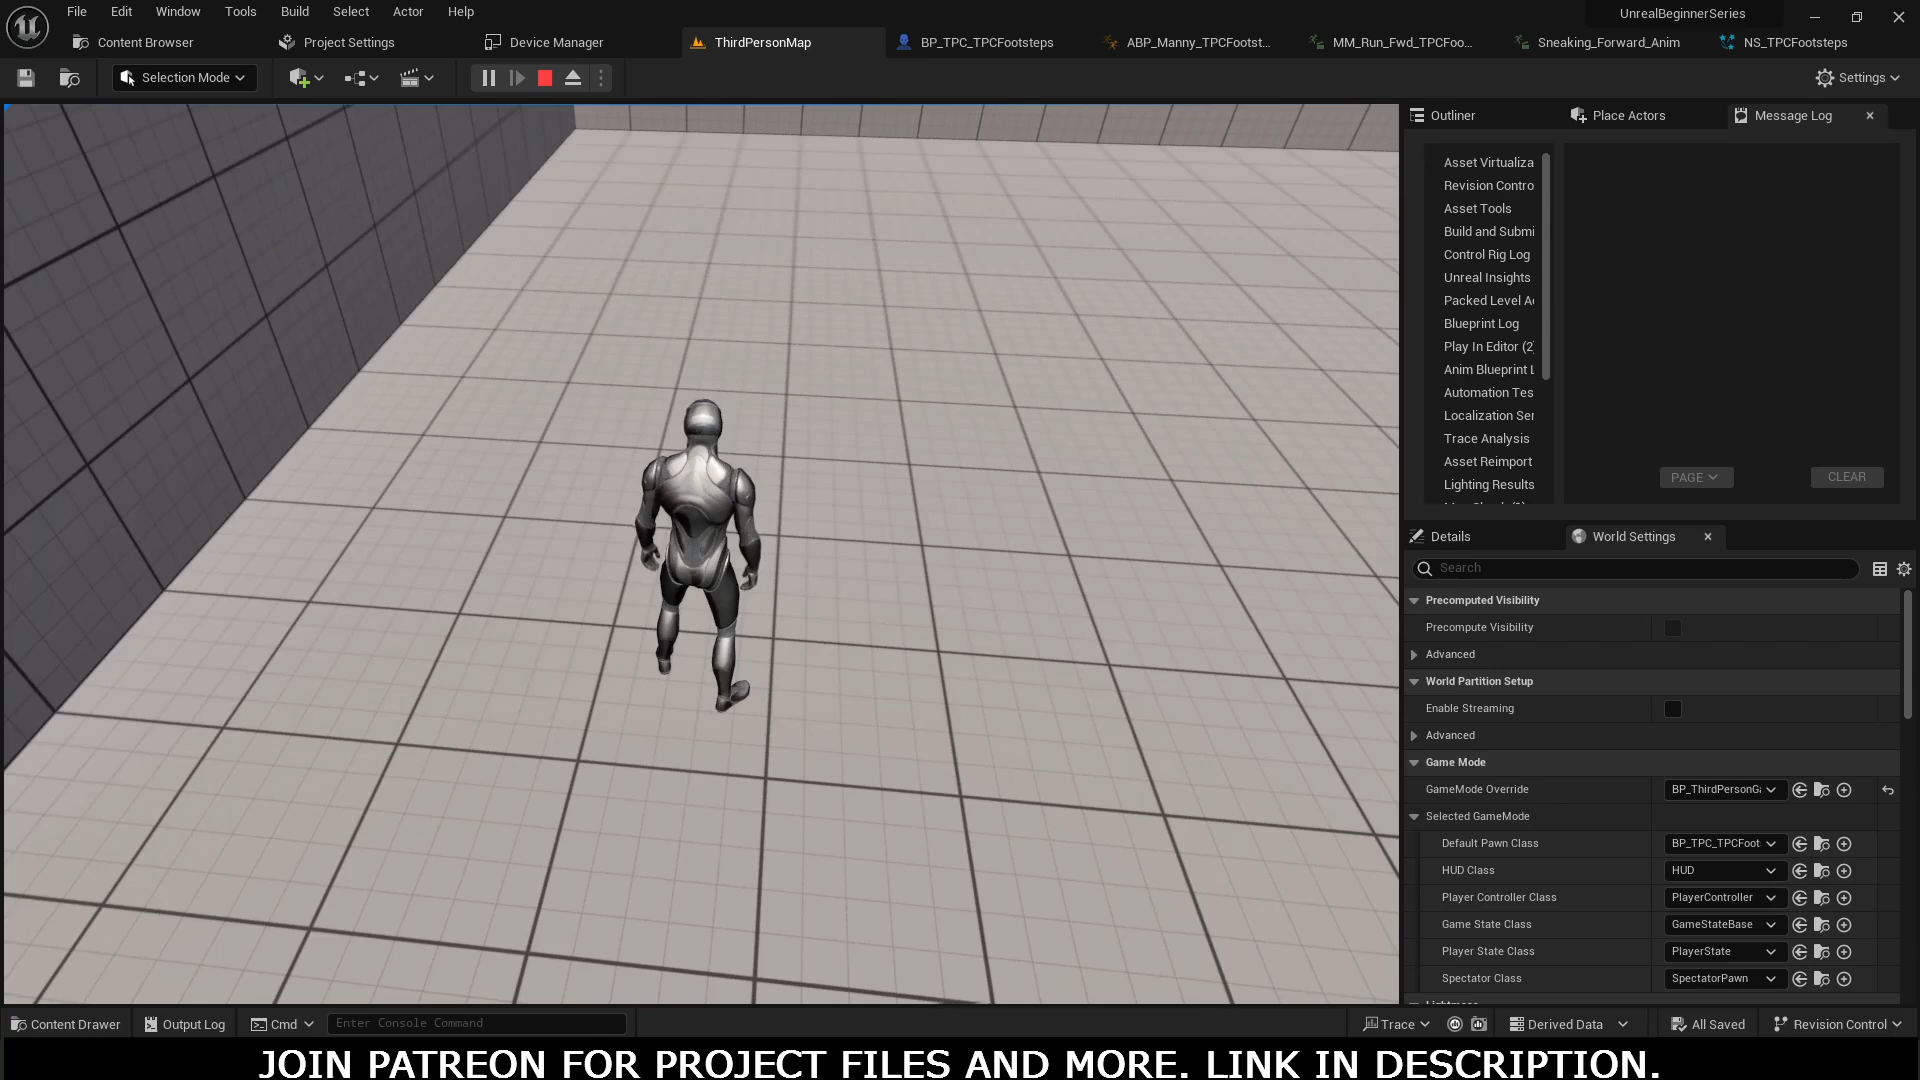 File Edit Window Tools Build Select Actor Help
UnrealBeginnerSeries
Content Browser Project Settings Device Manager ThirdPersonMap BP_TPC_TPCFootsteps ABP_Manny_TPCFootst... MM_Run_Fwd_TPCFoo... Sneaking_Forward_Anim NS_TPCFootsteps
Selection Mode Settings
Outliner Place Actors Message Log
Asset Virtualiza
Revision Contro
Asset Tools
Build and Submi
Control Rig Log
Unreal Insights
Packed Level A
Blueprint Log
Play In Editor (2)
Anim Blueprint L
Automation Tes
Localization Ser
Trace Analysis
Asset Reimport
Lighting Results
PAGE CLEAR
Details World Settings
Search
Precomputed Visibility
Precompute Visibility
Advanced
World Partition Setup
Enable Streaming
Advanced
Game Mode
GameMode Override BP_ThirdPersonGa
Selected GameMode
Default Pawn Class BP_TPC_TPCFoot
HUD Class HUD
Player Controller Class PlayerController
Game State Class GameStateBase
Player State Class PlayerState
Spectator Class SpectatorPawn
Content Drawer Output Log Cmd Enter Console Command Trace Derived Data All Saved Revision Control
JOIN PATREON FOR PROJECT FILES AND MORE. LINK IN DESCRIPTION.